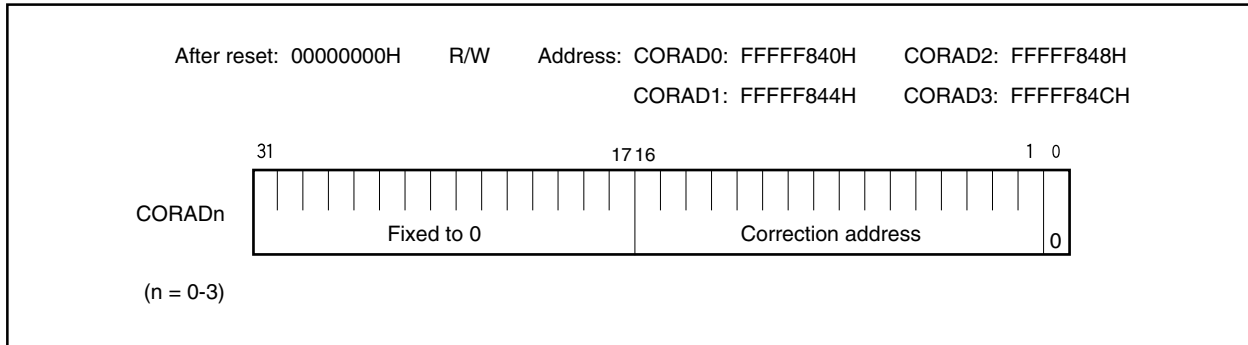 After reset: 00000000H R/W Address: CORAD0: FFFFF840H CORAD2: FFFFF848H
CORAD1: FFFFF844H CORAD3: FFFFF84CH
31 17 16 1 0
CORADn
Fixed to 0 Correction address 0
(n = 0-3)